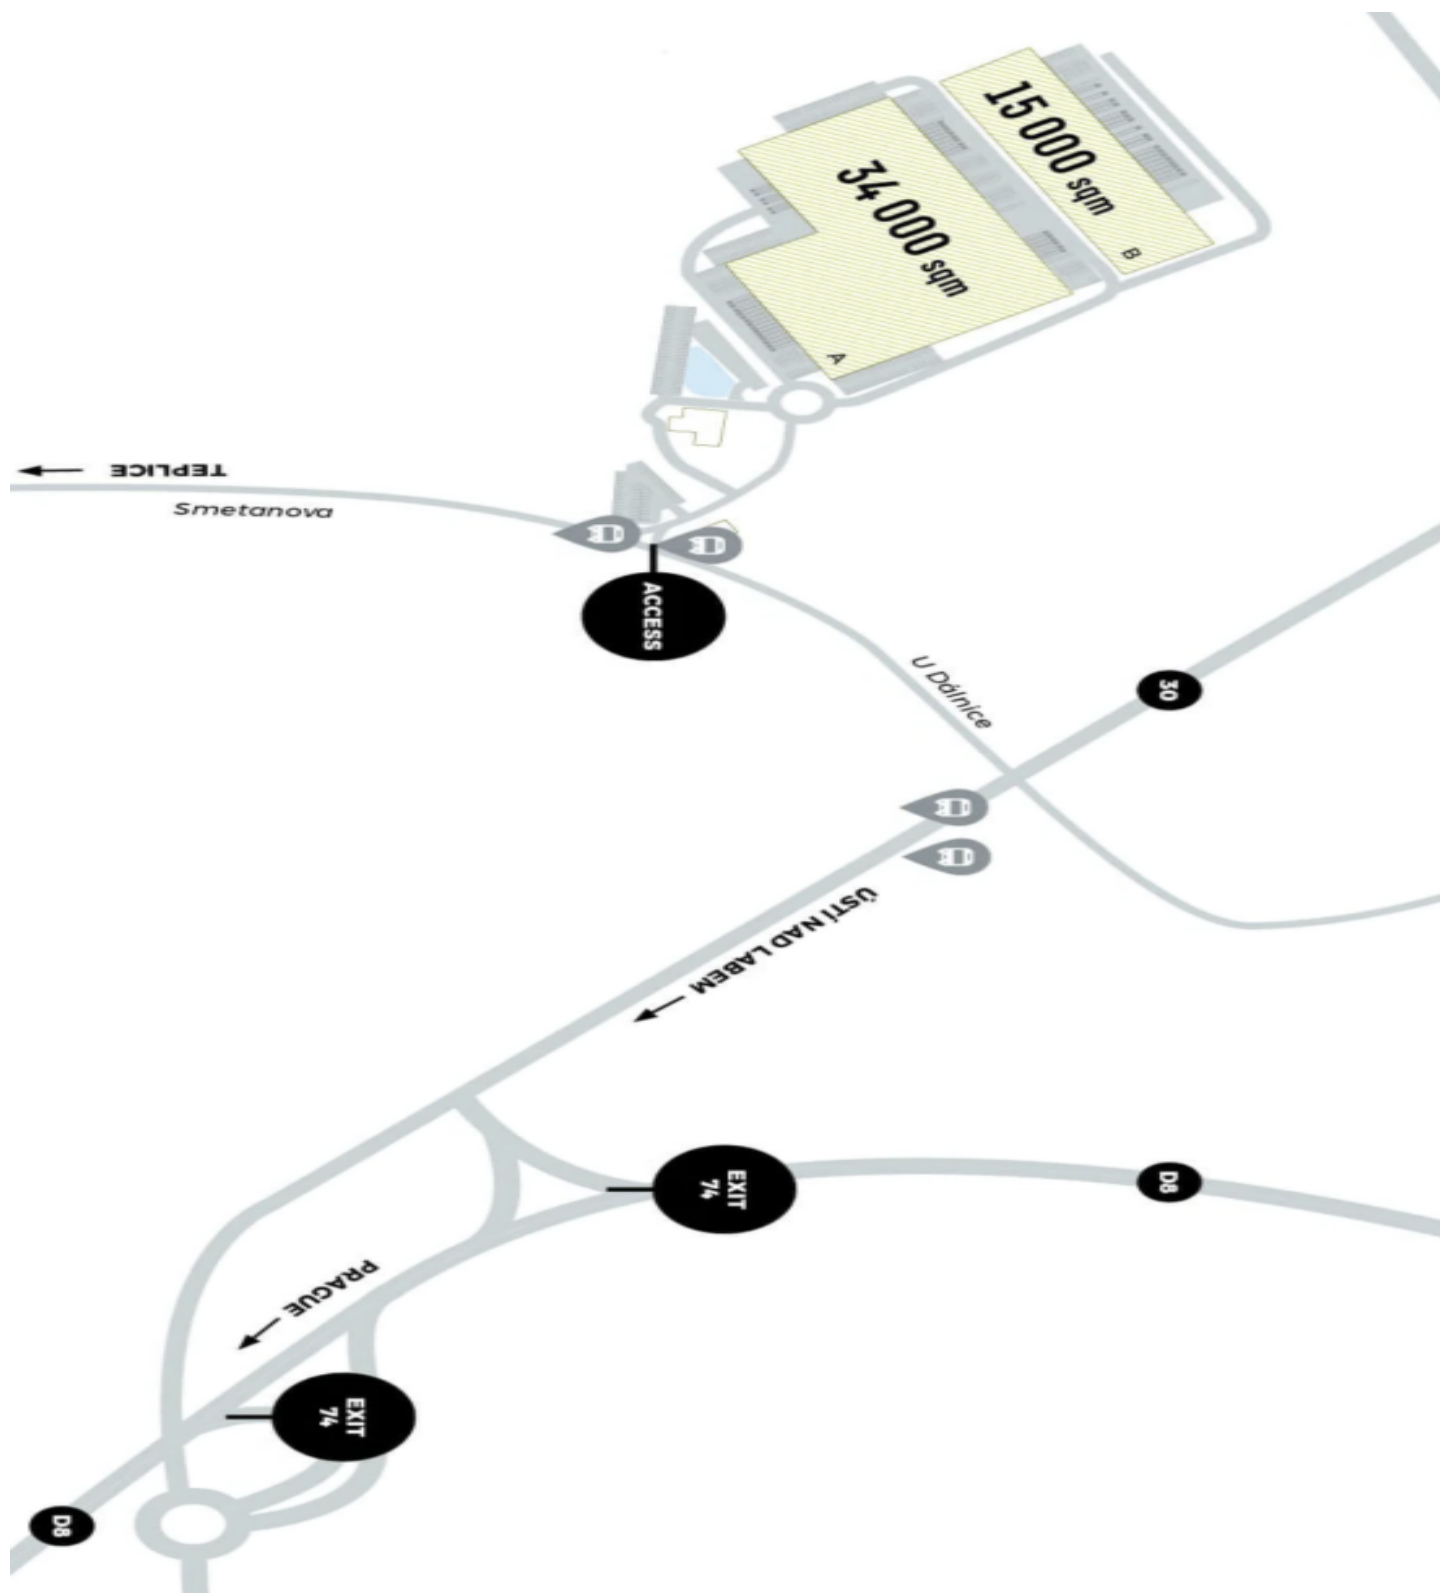 15 000 sqm
B
34 000 sqm
A
TEPLICE
Smetanova
ACCESS
U Dálnice
30
ÚSTÍ NAD LABEM
EXIT
74
D8
PRAGUE
EXIT
74
D8